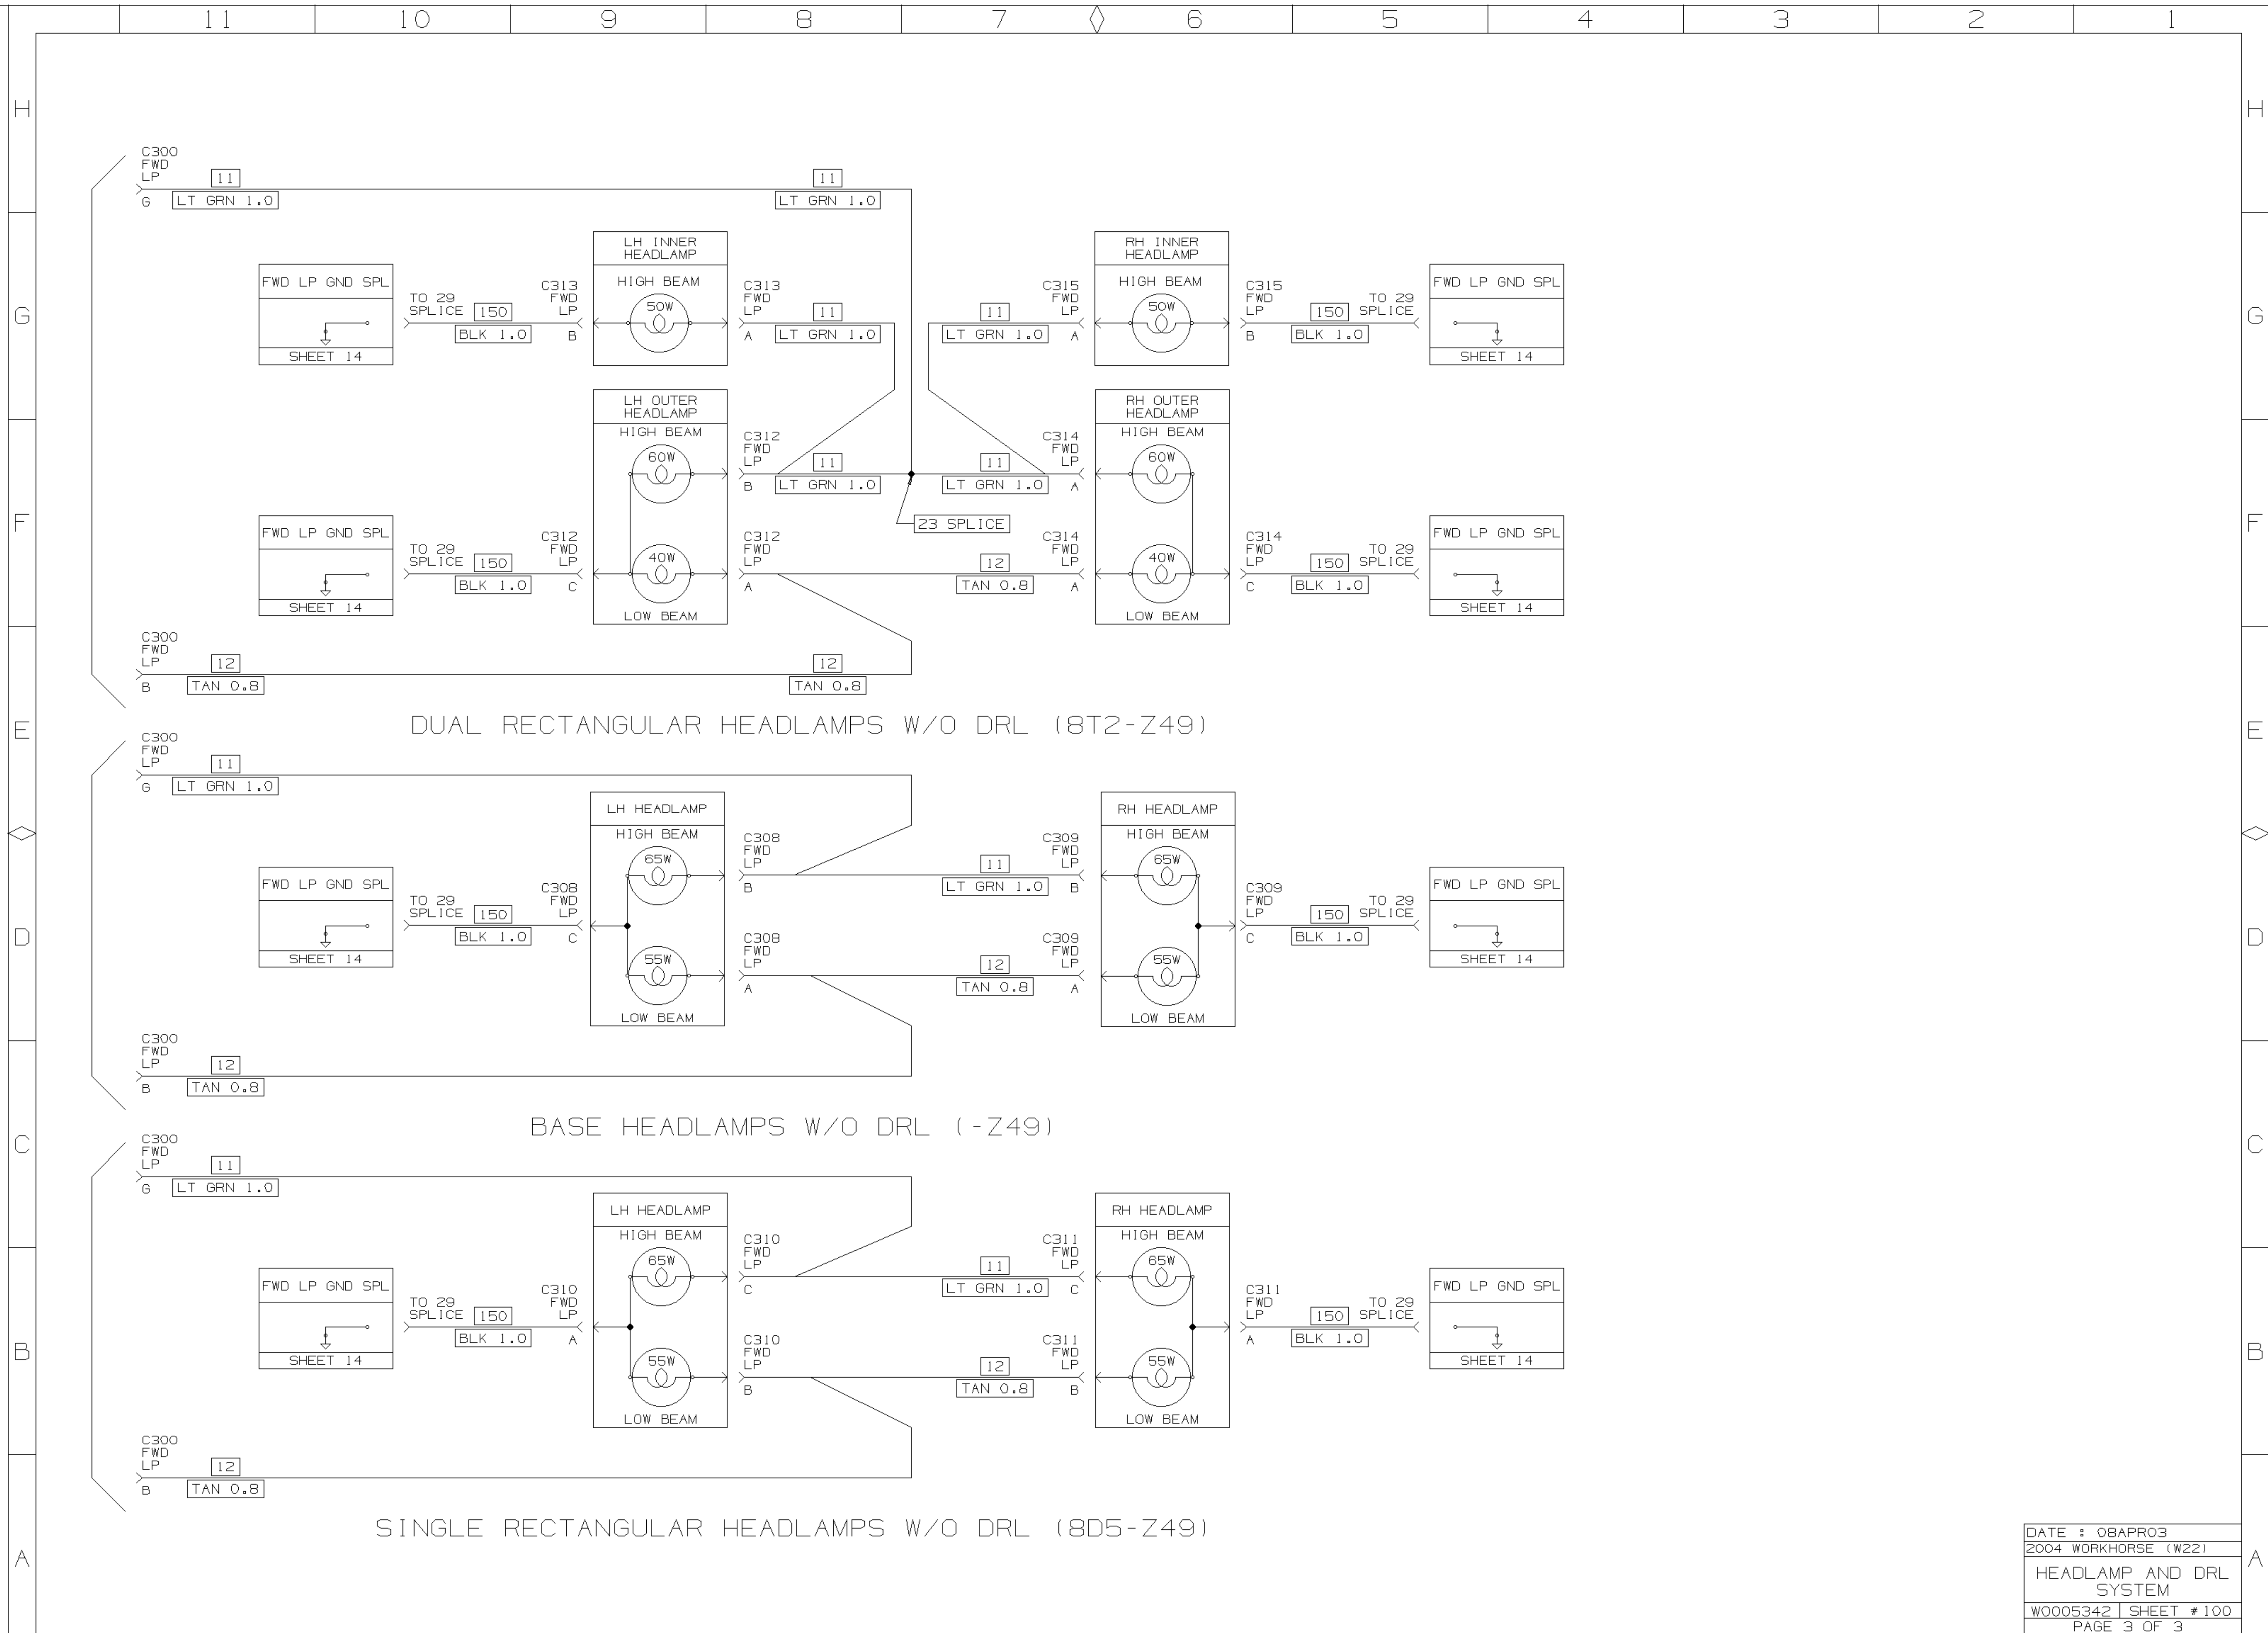 11 10 9 8 7 6 5 4 3 2 1
H
H
C300
FWD
LP
11
11
G
LT GRN 1.0
LT GRN 1.0
G
G
FWD LP GND SPL
SHEET 14
TO 29
SPLICE
150
BLK 1.0
C313
FWD
LP
B
LH INNER
HEADLAMP
HIGH BEAM
50W
C313
FWD
LP
A
11
LT GRN 1.0
11
LT GRN 1.0
C315
FWD
LP
A
RH INNER
HEADLAMP
HIGH BEAM
50W
C315
FWD
LP
B
150
BLK 1.0
TO 29
SPLICE
FWD LP GND SPL
SHEET 14
F
F
LH OUTER
HEADLAMP
HIGH BEAM
60W
40W
LOW BEAM
C312
FWD
LP
B
11
LT GRN 1.0
11
LT GRN 1.0
C314
FWD
LP
A
RH OUTER
HEADLAMP
HIGH BEAM
60W
40W
LOW BEAM
23 SPLICE
FWD LP GND SPL
SHEET 14
TO 29
SPLICE
150
BLK 1.0
C312
FWD
LP
C
C312
FWD
LP
A
12
TAN 0.8
C314
FWD
LP
A
C314
FWD
LP
C
150
BLK 1.0
TO 29
SPLICE
FWD LP GND SPL
SHEET 14
C300
FWD
LP
12
12
B
TAN 0.8
TAN 0.8
DUAL RECTANGULAR HEADLAMPS W/O DRL (8T2-Z49)
E
E
C300
FWD
LP
11
G
LT GRN 1.0
LH HEADLAMP
HIGH BEAM
65W
55W
LOW BEAM
C308
FWD
LP
B
11
LT GRN 1.0
C309
FWD
LP
B
RH HEADLAMP
HIGH BEAM
65W
55W
LOW BEAM
D
D
FWD LP GND SPL
SHEET 14
TO 29
SPLICE
150
BLK 1.0
C308
FWD
LP
C
C308
FWD
LP
A
12
TAN 0.8
C309
FWD
LP
A
C309
FWD
LP
C
150
BLK 1.0
TO 29
SPLICE
FWD LP GND SPL
SHEET 14
C300
FWD
LP
12
B
TAN 0.8
BASE HEADLAMPS W/O DRL (-Z49)
C
C
C300
FWD
LP
11
G
LT GRN 1.0
LH HEADLAMP
HIGH BEAM
65W
55W
LOW BEAM
C310
FWD
LP
C
11
LT GRN 1.0
C311
FWD
LP
C
RH HEADLAMP
HIGH BEAM
65W
55W
LOW BEAM
B
B
FWD LP GND SPL
SHEET 14
TO 29
SPLICE
150
BLK 1.0
C310
FWD
LP
A
C310
FWD
LP
B
12
TAN 0.8
C311
FWD
LP
B
C311
FWD
LP
A
150
BLK 1.0
TO 29
SPLICE
FWD LP GND SPL
SHEET 14
C300
FWD
LP
12
B
TAN 0.8
SINGLE RECTANGULAR HEADLAMPS W/O DRL (8D5-Z49)
A
A
DATE : 08APR03
2004 WORKHORSE (W22)
HEADLAMP AND DRL
SYSTEM
W0005342 SHEET #100
PAGE 3 OF 3